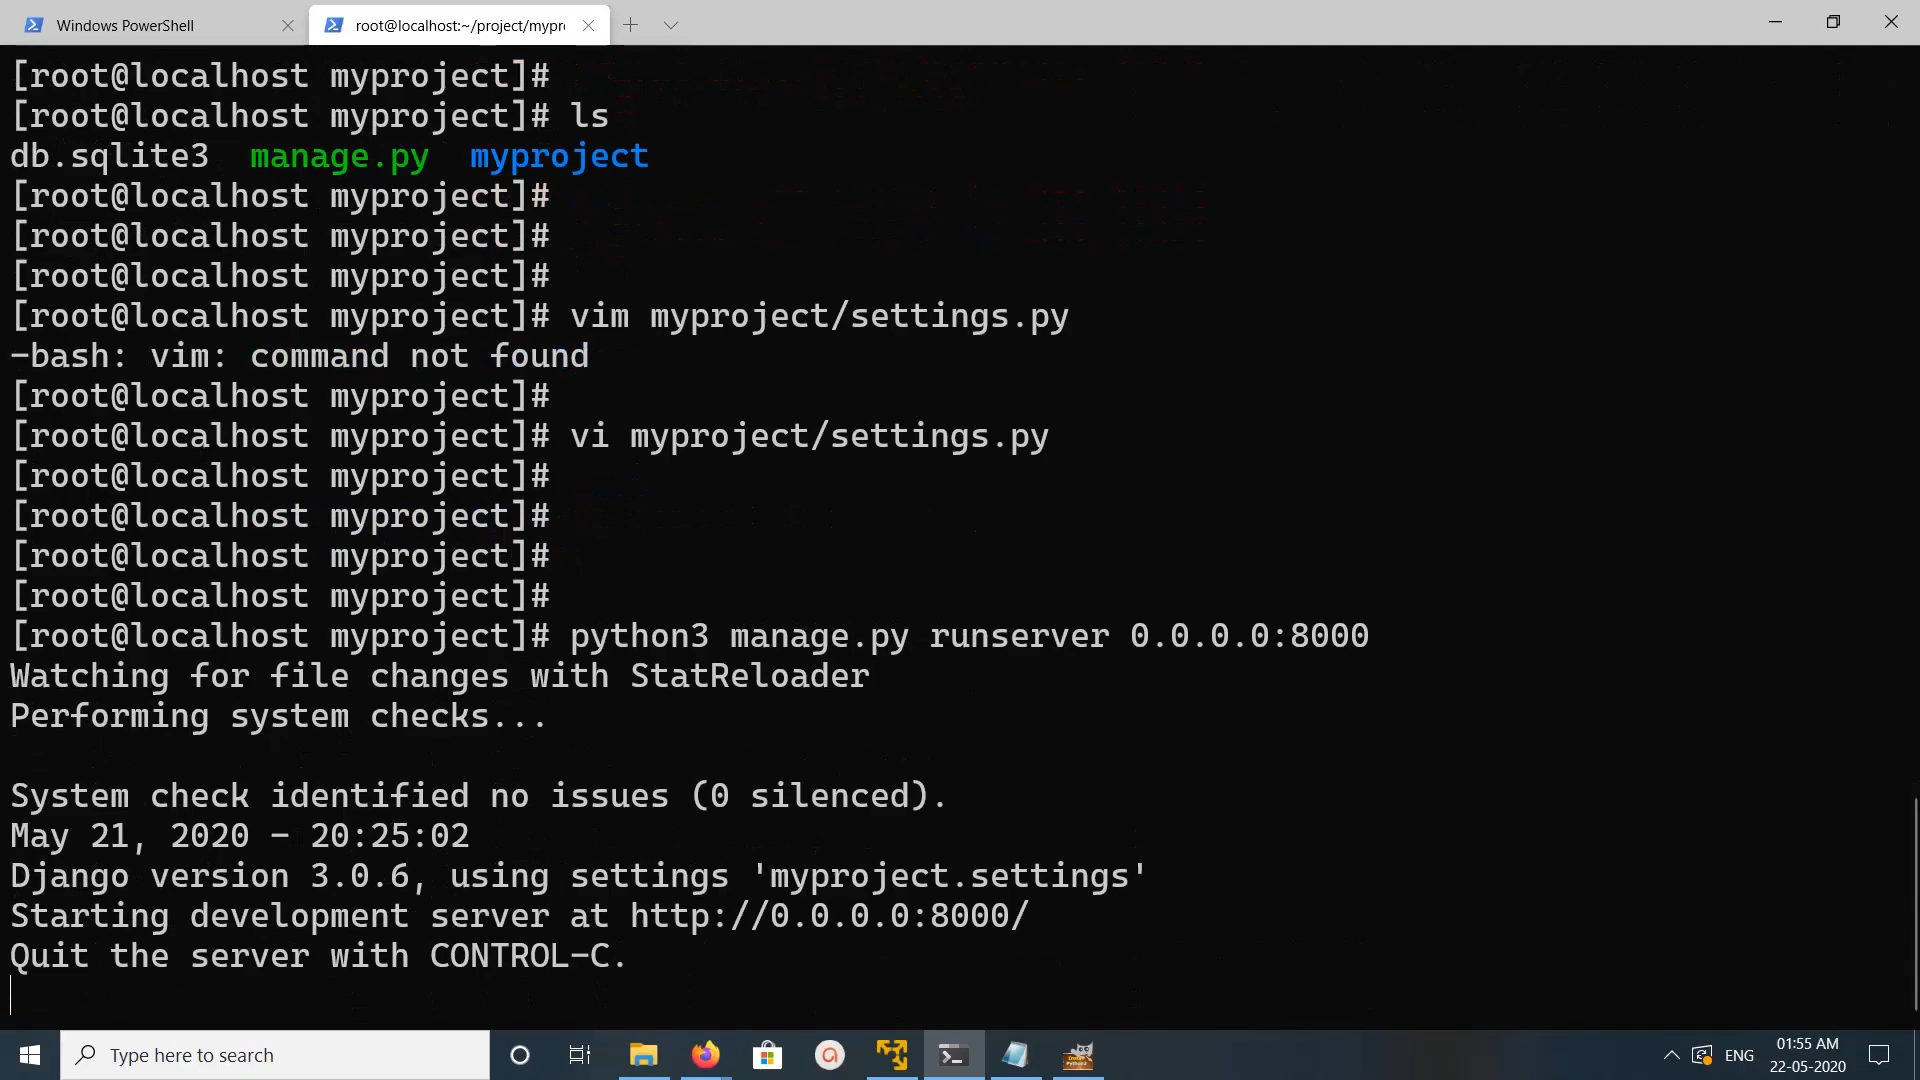 Windows PowerShell
root@localhost:~/project/mypr
[root@localhost myproject]#
[root@localhost myproject]# ls
db.sqlite3  manage.py  myproject
[root@localhost myproject]#
[root@localhost myproject]#
[root@localhost myproject]#
[root@localhost myproject]# vim myproject/settings.py
-bash: vim: command not found
[root@localhost myproject]#
[root@localhost myproject]# vi myproject/settings.py
[root@localhost myproject]#
[root@localhost myproject]#
[root@localhost myproject]#
[root@localhost myproject]#
[root@localhost myproject]# python3 manage.py runserver 0.0.0.0:8000
Watching for file changes with StatReloader
Performing system checks...
System check identified no issues (0 silenced).
May 21, 2020 - 20:25:02
Django version 3.0.6, using settings 'myproject.settings'
Starting development server at http://0.0.0.0:8000/
Quit the server with CONTROL-C.
Type here to search
ENG
01:55 AM
22-05-2020